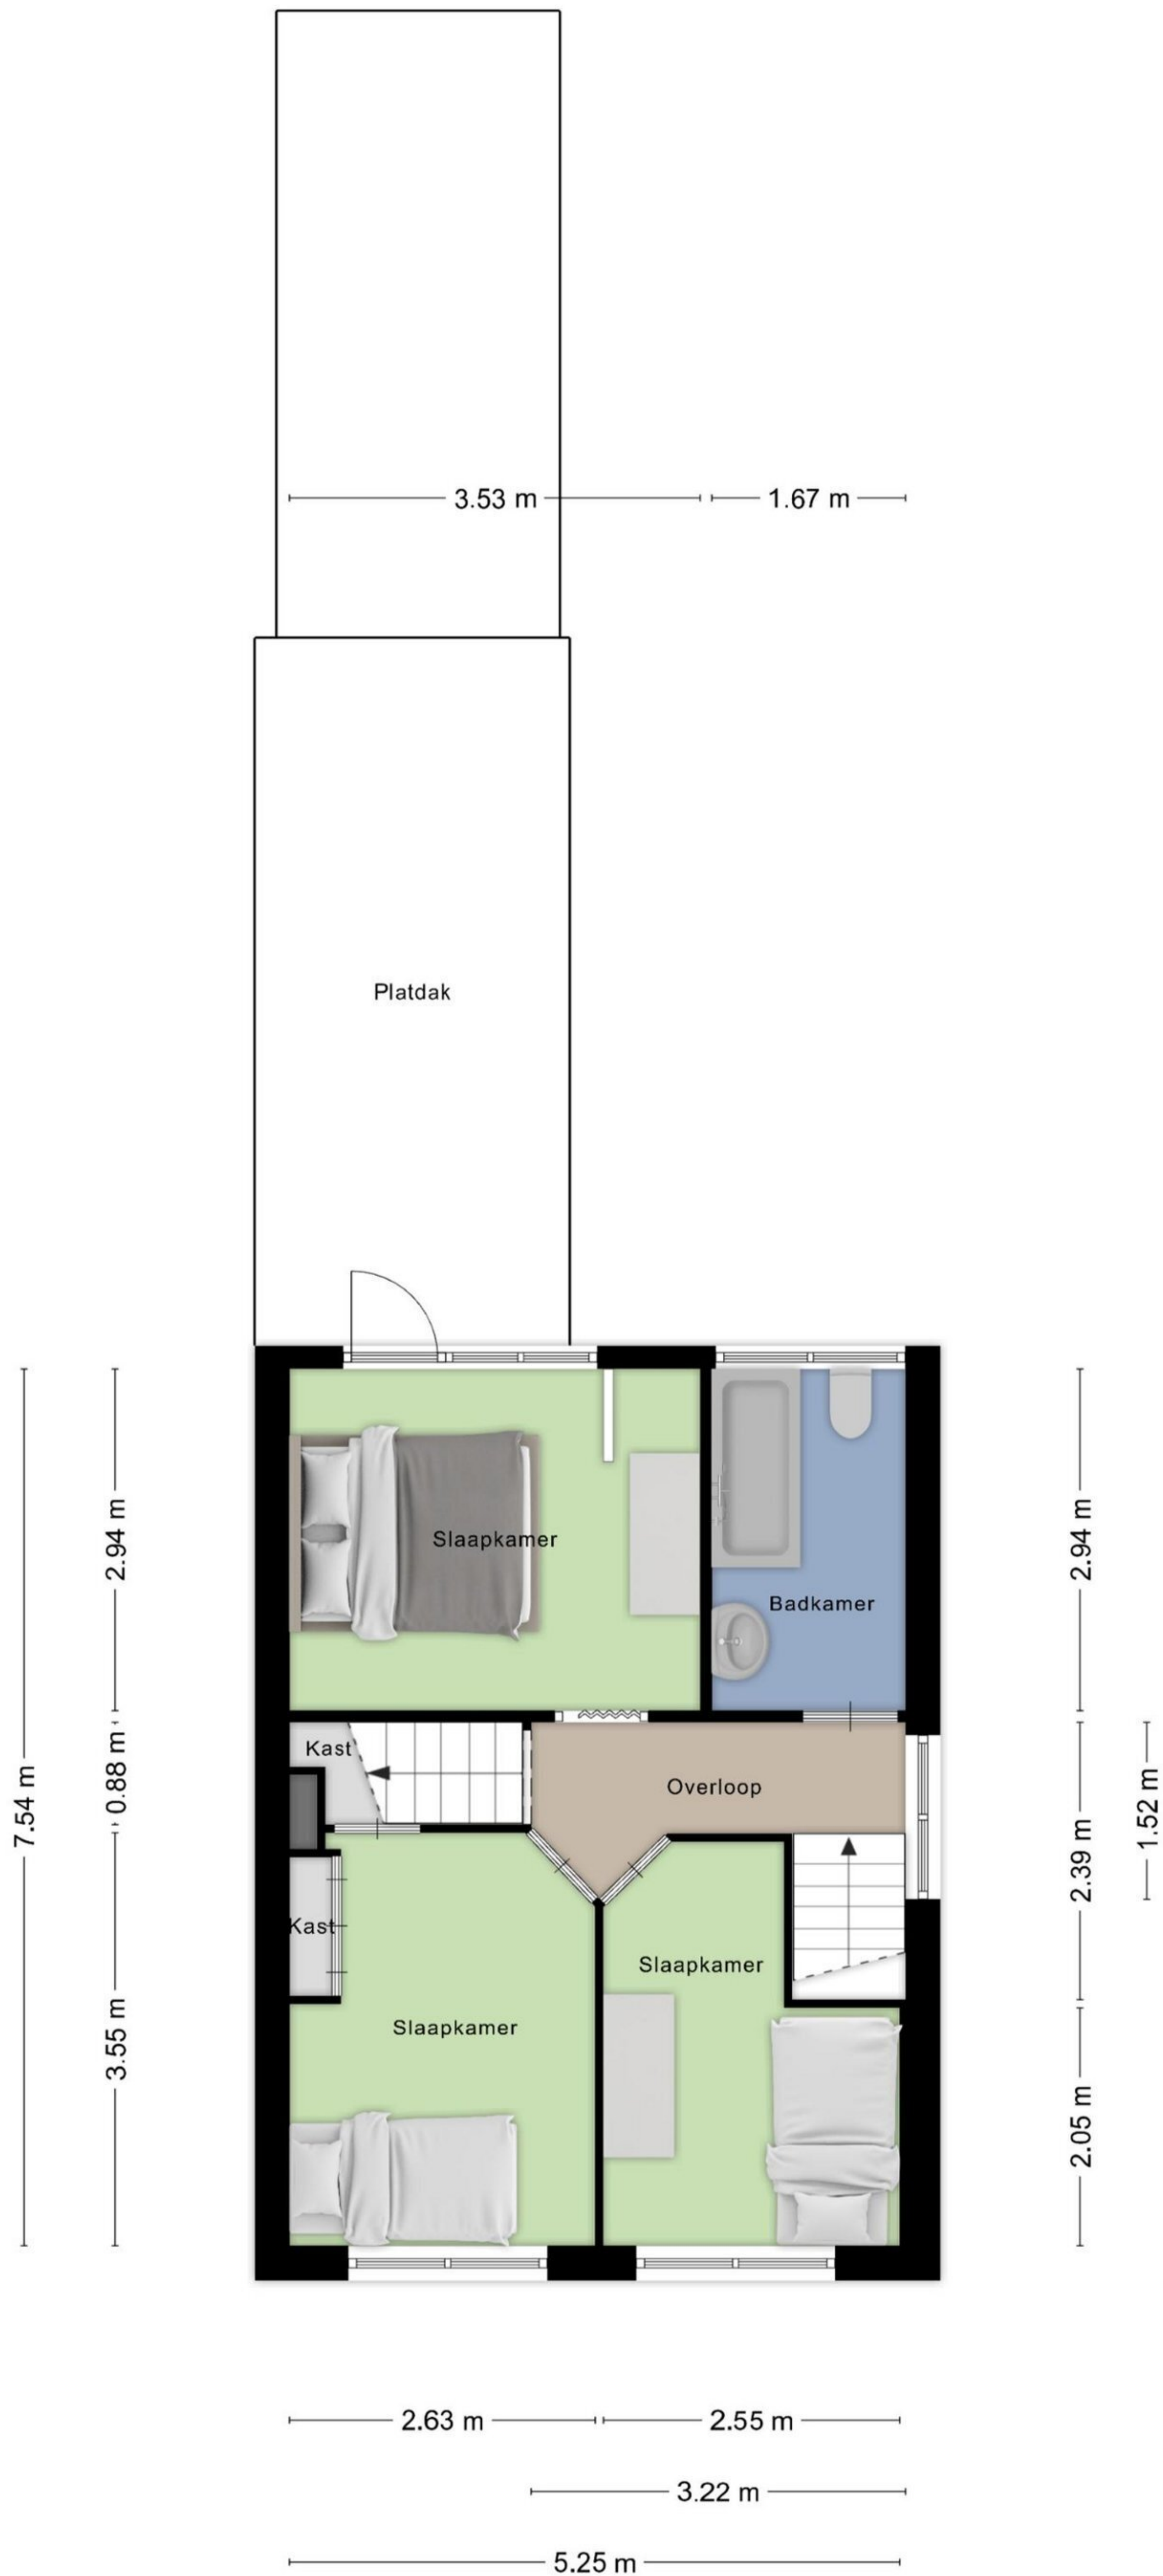 3.53 m
1.67 m
Platdak
2.94 m
2.94 m
Slaapkamer
Badkamer
Kast
0.88 m
7.54 m
Overloop
1.52 m
2.39 m
Kast
Slaapkamer
Slaapkamer
3.55 m
2.05 m
2.63 m
2.55 m
3.22 m
5.25 m